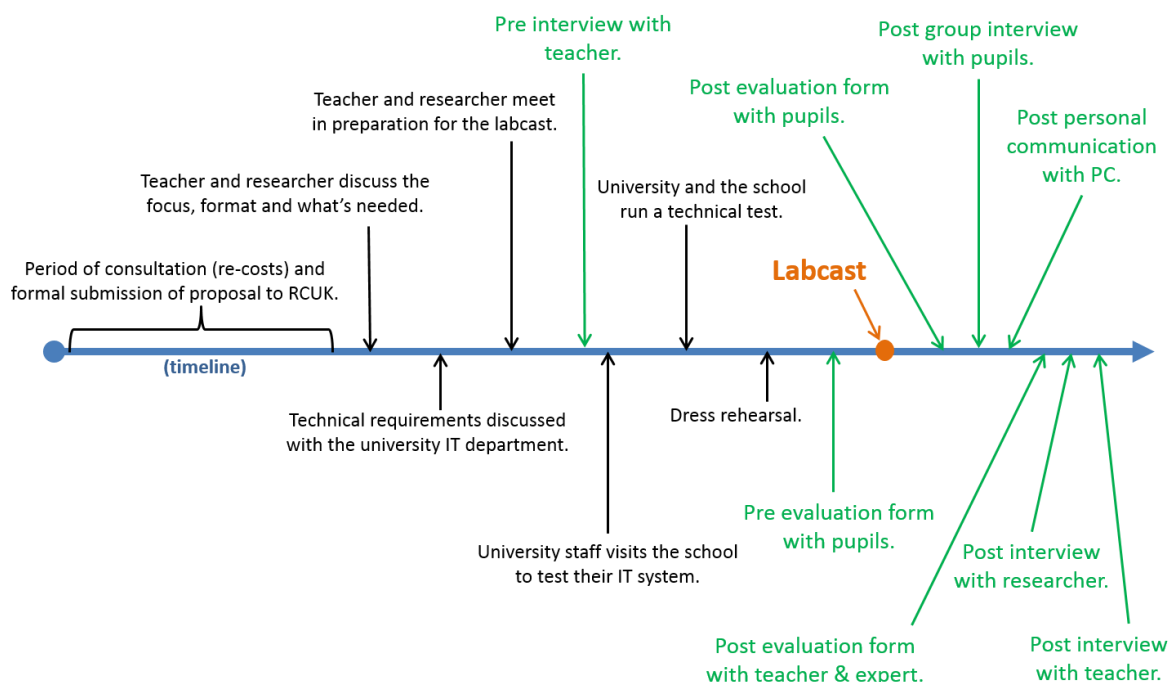 Pre interview with
teacher.
Post group interview
with pupils.
Post evaluation form
with pupils.
Teacher and researcher meet
in preparation for the labcast.
Post personal
communication
with PC.
Teacher and researcher discuss the
focus, format and what's needed.
University and the school
run a technical test.
Period of consultation (re-costs) and
formal submission of proposal to RCUK.
Labcast
(timeline)
Technical requirements discussed
with the university IT department.
Dress rehearsal.
Pre evaluation form
with pupils.
University staff visits the school
to test their IT system.
Post interview
with researcher.
Post evaluation form
with teacher & expert.
Post interview
with teacher.